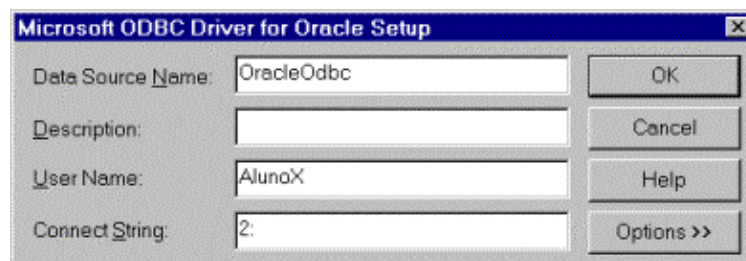 Microsoft ODBC Driver for Oracle Setup
Data Source Name: OracleOdbc OK
Description: Cancel
User Name: AlunoX Help
Connect String: 2: Options >>